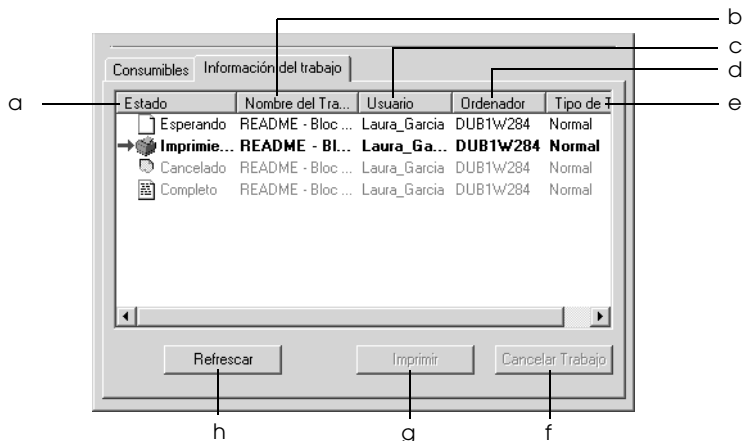 b
c
d
Consumibles Información del trabajo
a Estado Nombre del Tra... Usuario Ordenador Tipo de T e
Esperando README - Bloc ... Laura_Garcia DUB1W284 Normal
Imprimie... README - Bl... Laura_Ga... DUB1W284 Normal
Cancelado README - Bloc ... Laura_Garcia DUB1W284 Normal
Completo README - Bloc ... Laura_Garcia DUB1W284 Normal
Refrescar Imprimir Cancelar Trabajo
h g f